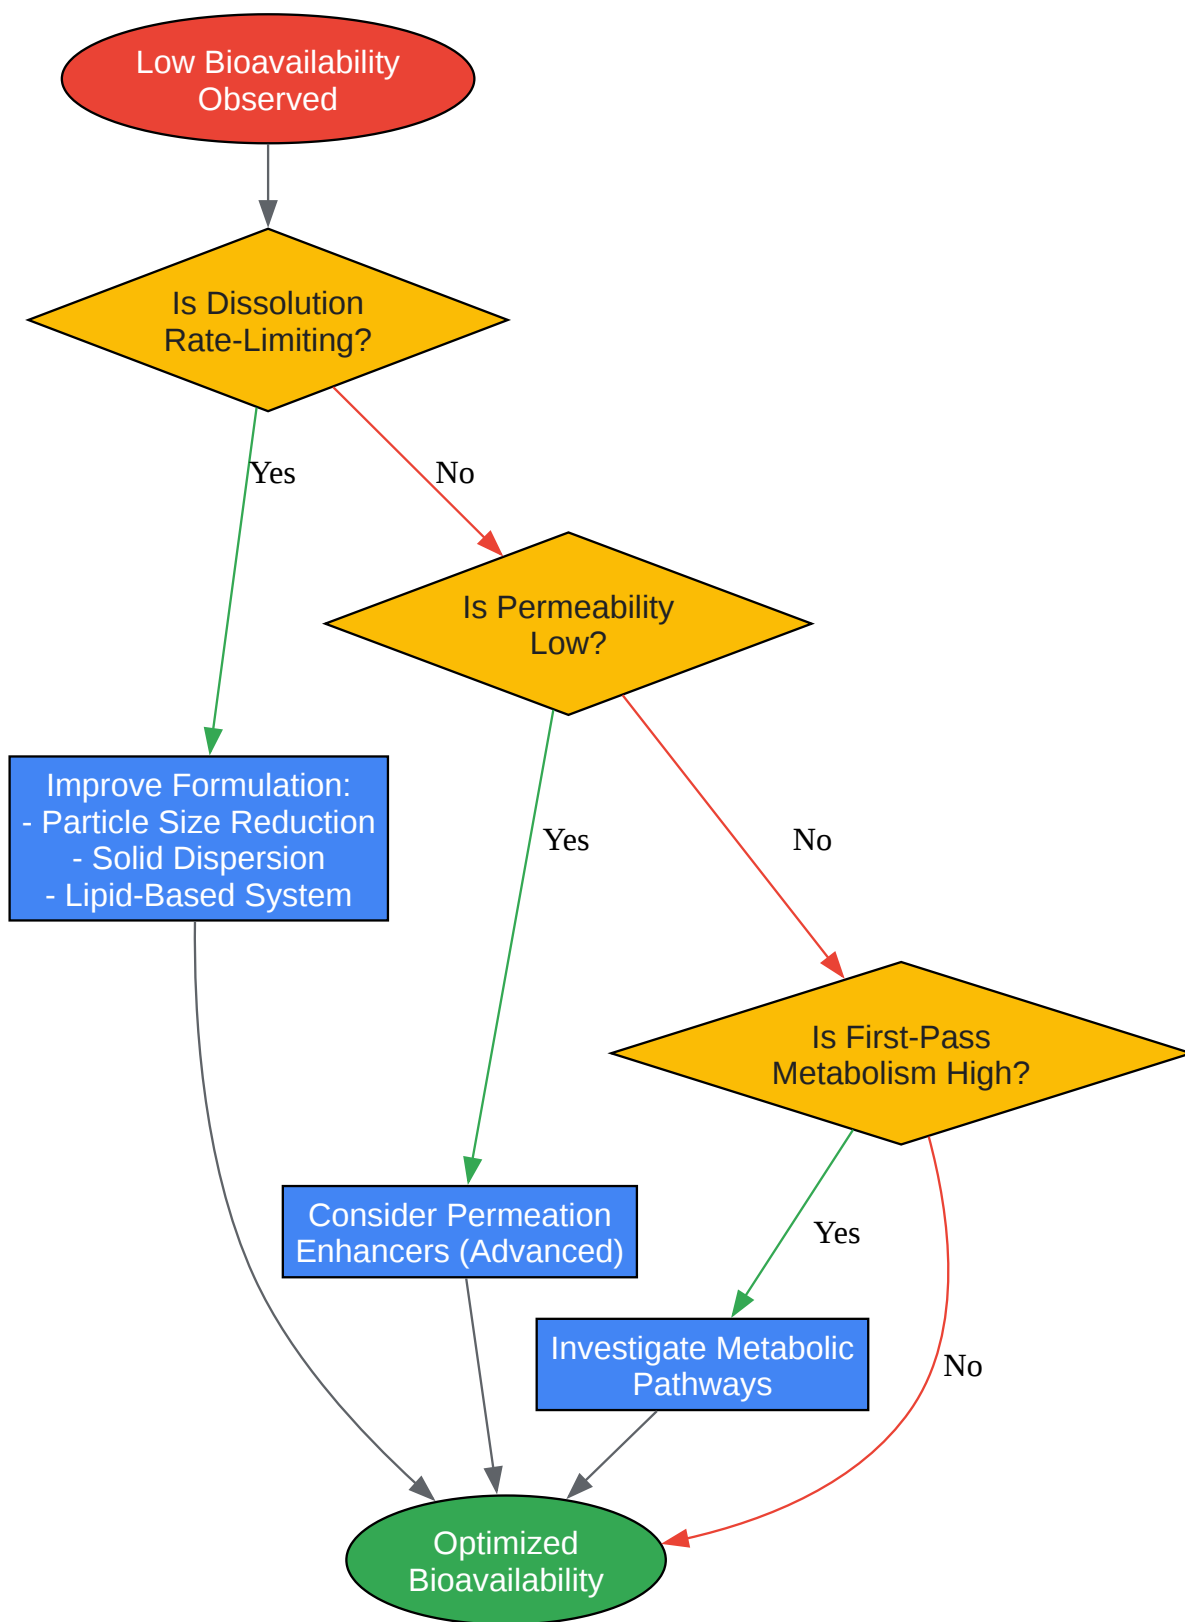 Low Bioavailability
Observed
Is Dissolution
Rate-Limiting?
Yes
No
Is Permeability
Low?
Improve Formulation:
- Particle Size Reduction
- Solid Dispersion
- Lipid-Based System
Yes
No
Is First-Pass
Metabolism High?
Consider Permeation
Enhancers (Advanced)
Yes
Investigate Metabolic
Pathways
No
Optimized
Bioavailability